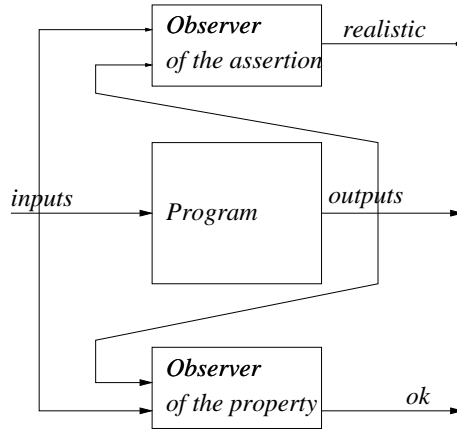 Observer
realistic
of the assertion
inputs
Program
outputs
Observer
of the property
ok